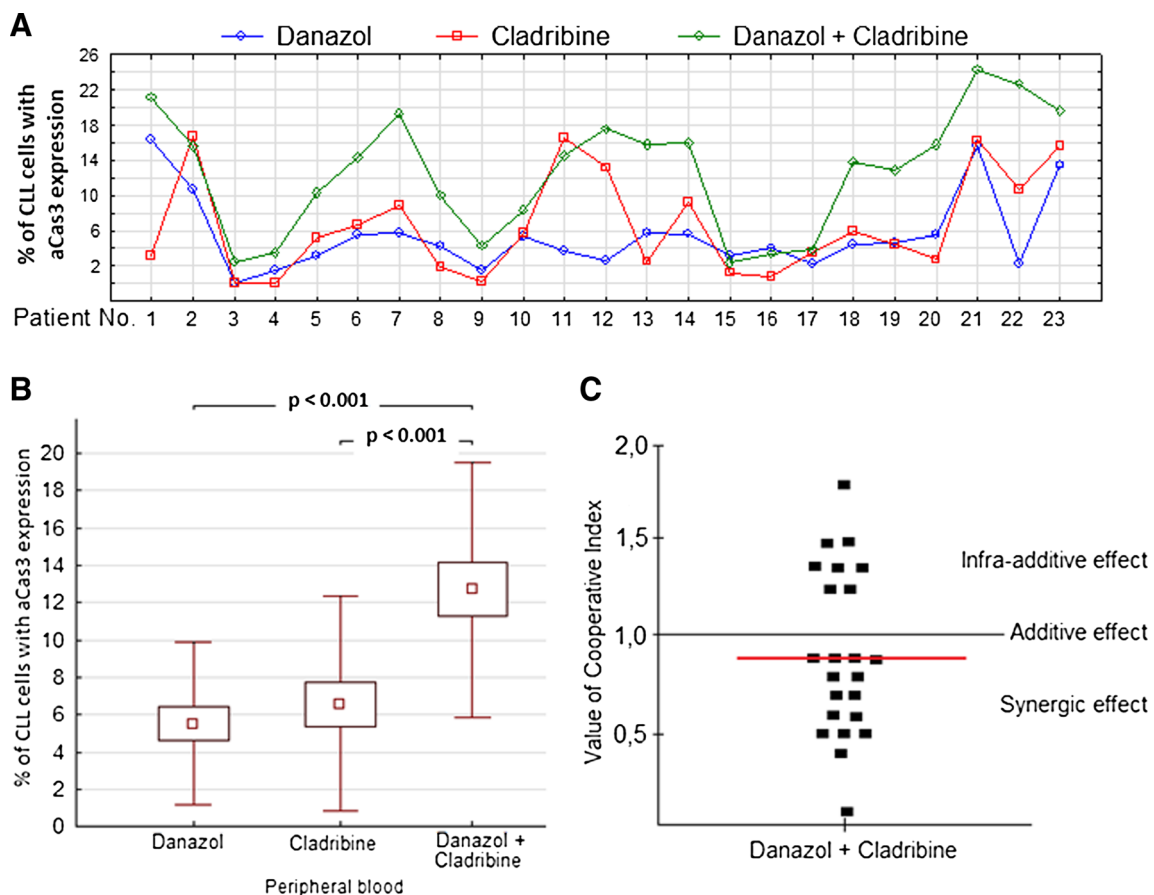 A
Danazol Cladribine Danazol + Cladribine
% of CLL cells with
aCas3 expression
26
22
18
14
10
6
2
Patient No. 1 2 3 4 5 6 7 8 9 10 11 12 13 14 15 16 17 18 19 20 21 22 23
B
p < 0.001
p < 0.001
% of CLL cells with aCas3 expression
20
18
16
14
12
10
8
6
4
2
0
Danazol
Cladribine
Danazol +
Cladribine
Peripheral blood
C
Value of Cooperative Index
2,0
1,5
1,0
0,5
Infra-additive effect
Additive effect
Synergic effect
Danazol + Cladribine